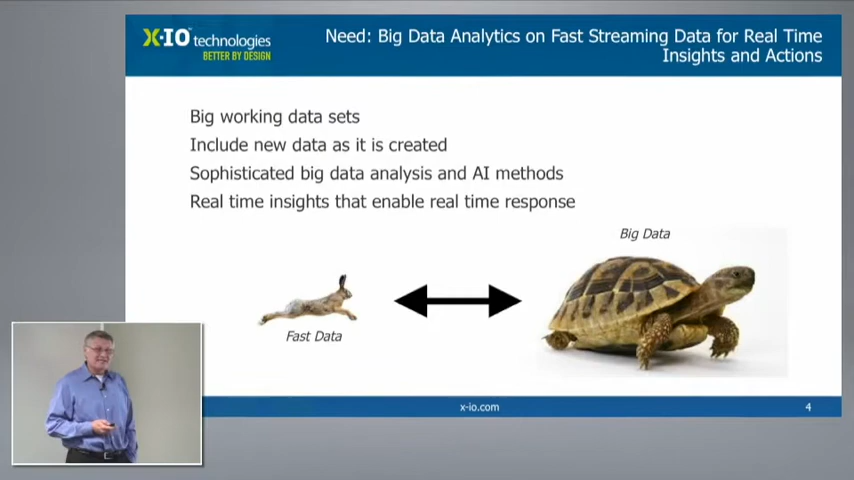 X-IO technologies
BETTER BY DESIGN
Need: Big Data Analytics on Fast Streaming Data for Real Time
Insights and Actions
Big working data sets
Include new data as it is created
Sophisticated big data analysis and AI methods
Real time insights that enable real time response
Big Data
Fast Data
x-io.com
4